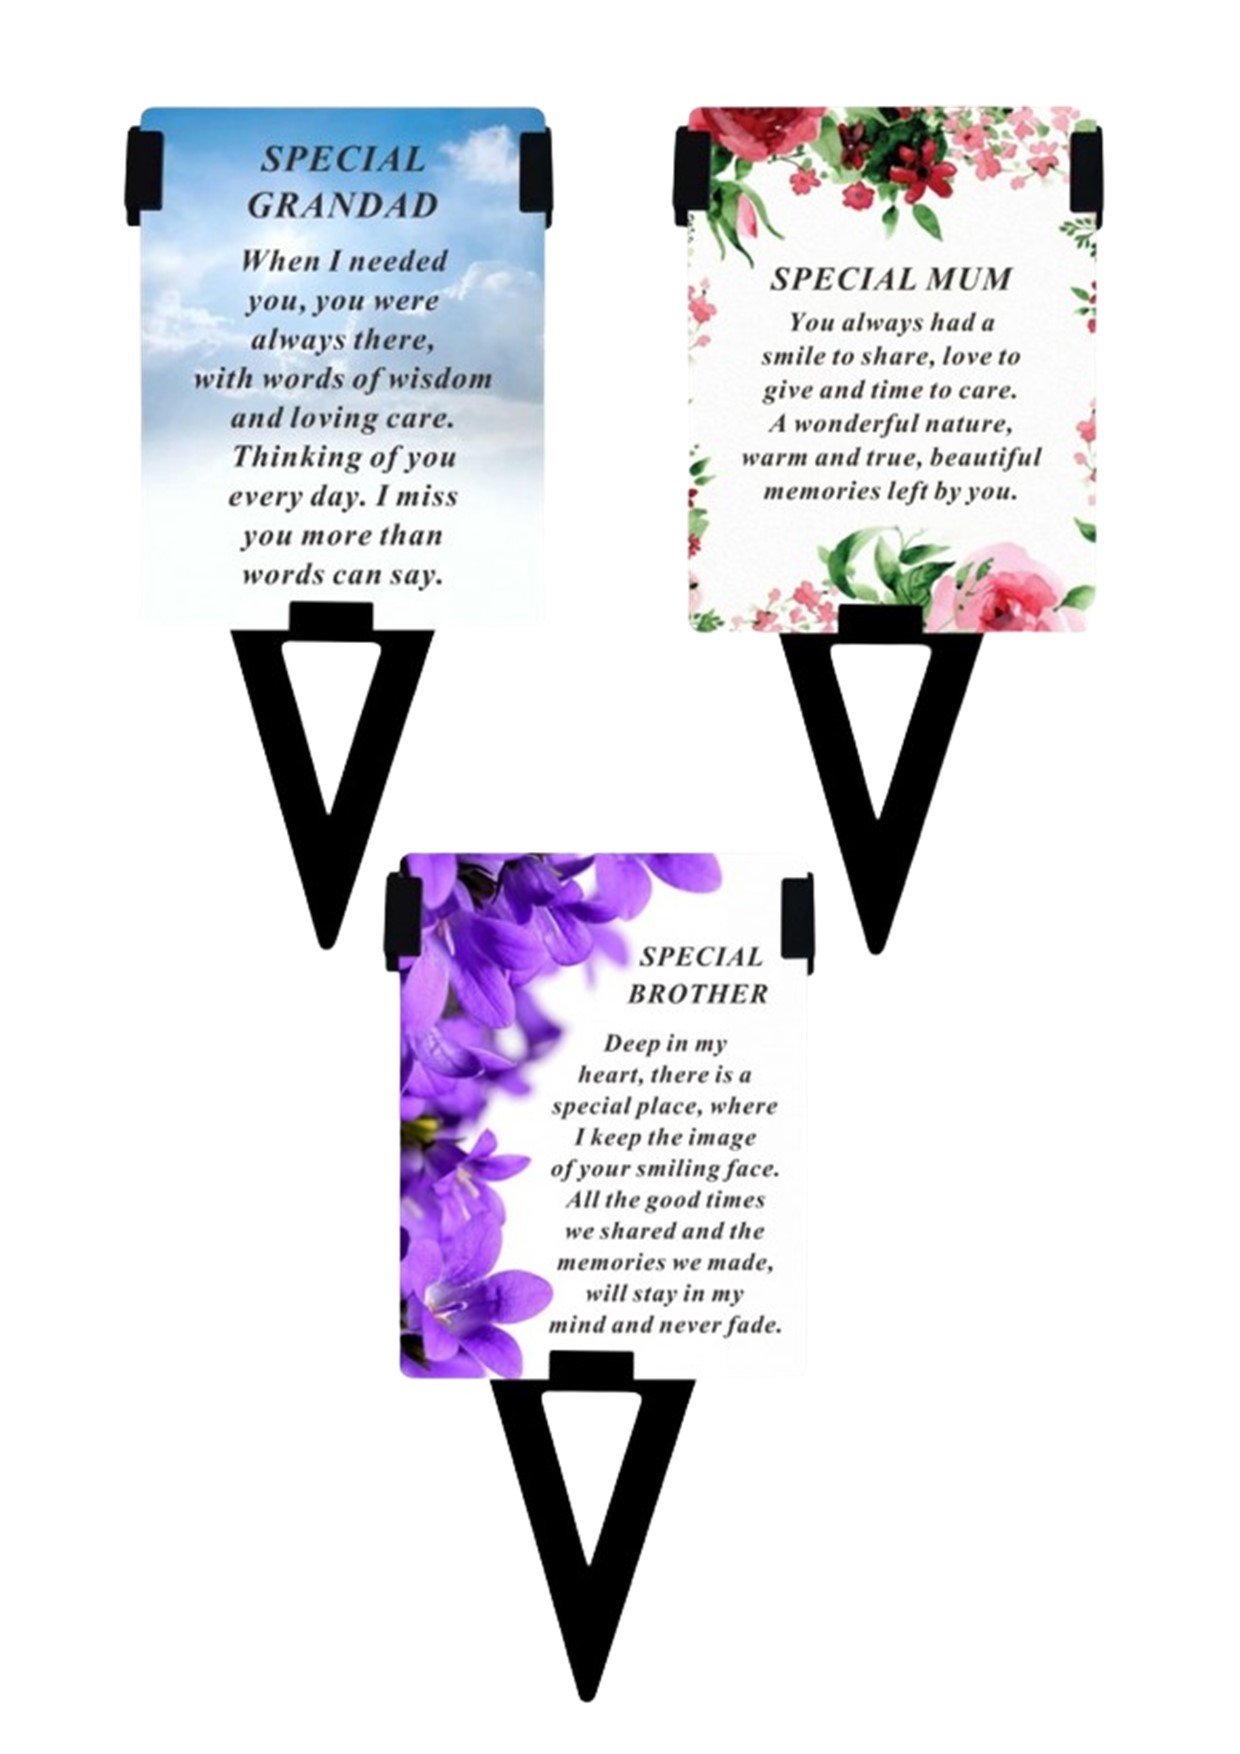 SPECIAL
GRANDAD
When I needed
you, you were
always there,
with words of wisdom
and loving care.
Thinking of you
every day. I miss
you more than
words can say.
SPECIAL MUM
You always had a
smile to share, love to
give and time to care.
A wonderful nature,
warm and true, beautiful
memories left by you.
SPECIAL
BROTHER
Deep in my
heart, there is a
special place, where
I keep the image
of your smiling face.
All the good times
we shared and the
memories we made,
will stay in my
mind and never fade.